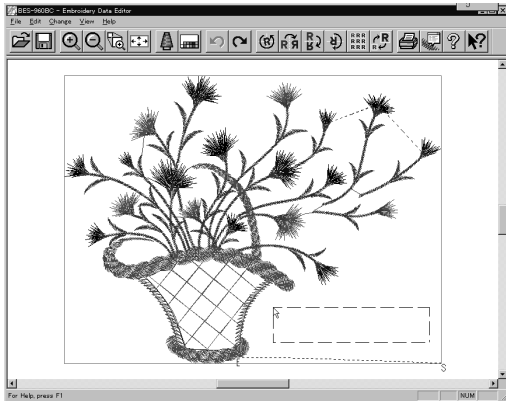 BES-960BC - Embroidery Data Editor
File Edit Change View Help
E
S
For Help, press F1
NUM